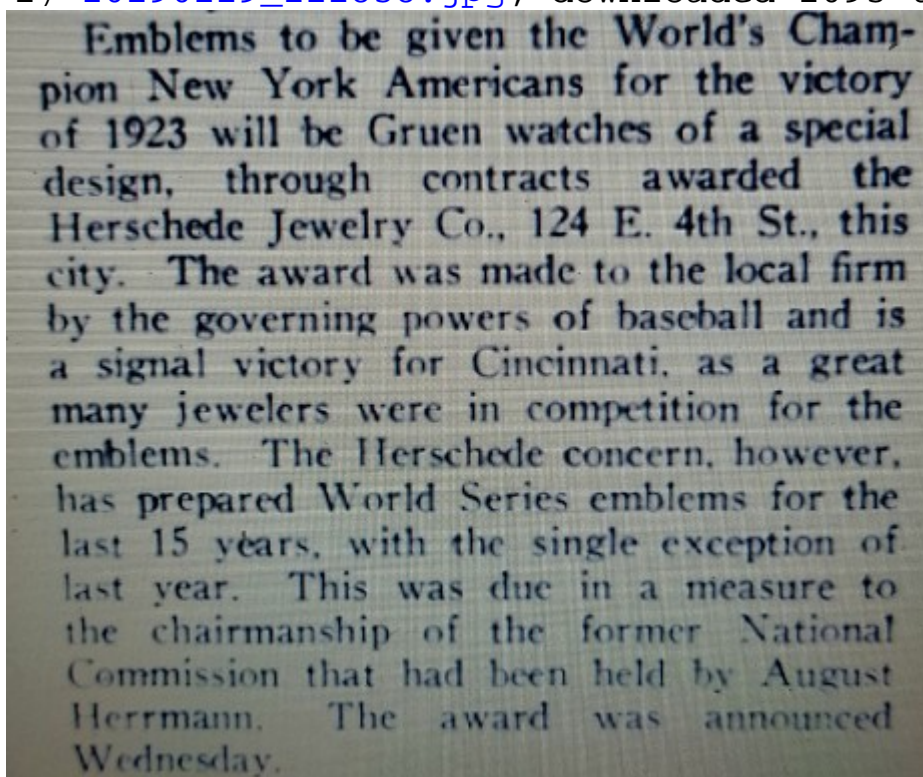 Emblems to be given the World's Cham-
pion New York Americans for the victory
of 1923 will be Gruen watches of a special
design, through contracts awarded the
Herschede Jewelry Co., 124 E. 4th St., this
city. The award was made to the local firm
by the governing powers of baseball and is
a signal victory for Cincinnati, as a great
many jewelers were in competition for the
emblems. The Herschede concern, however,
has prepared World Series emblems for the
last 15 years, with the single exception of
last year. This was due in a measure to
the chairmanship of the former National
Commission that had been held by August
Herrmann. The award was announced
Wednesday.